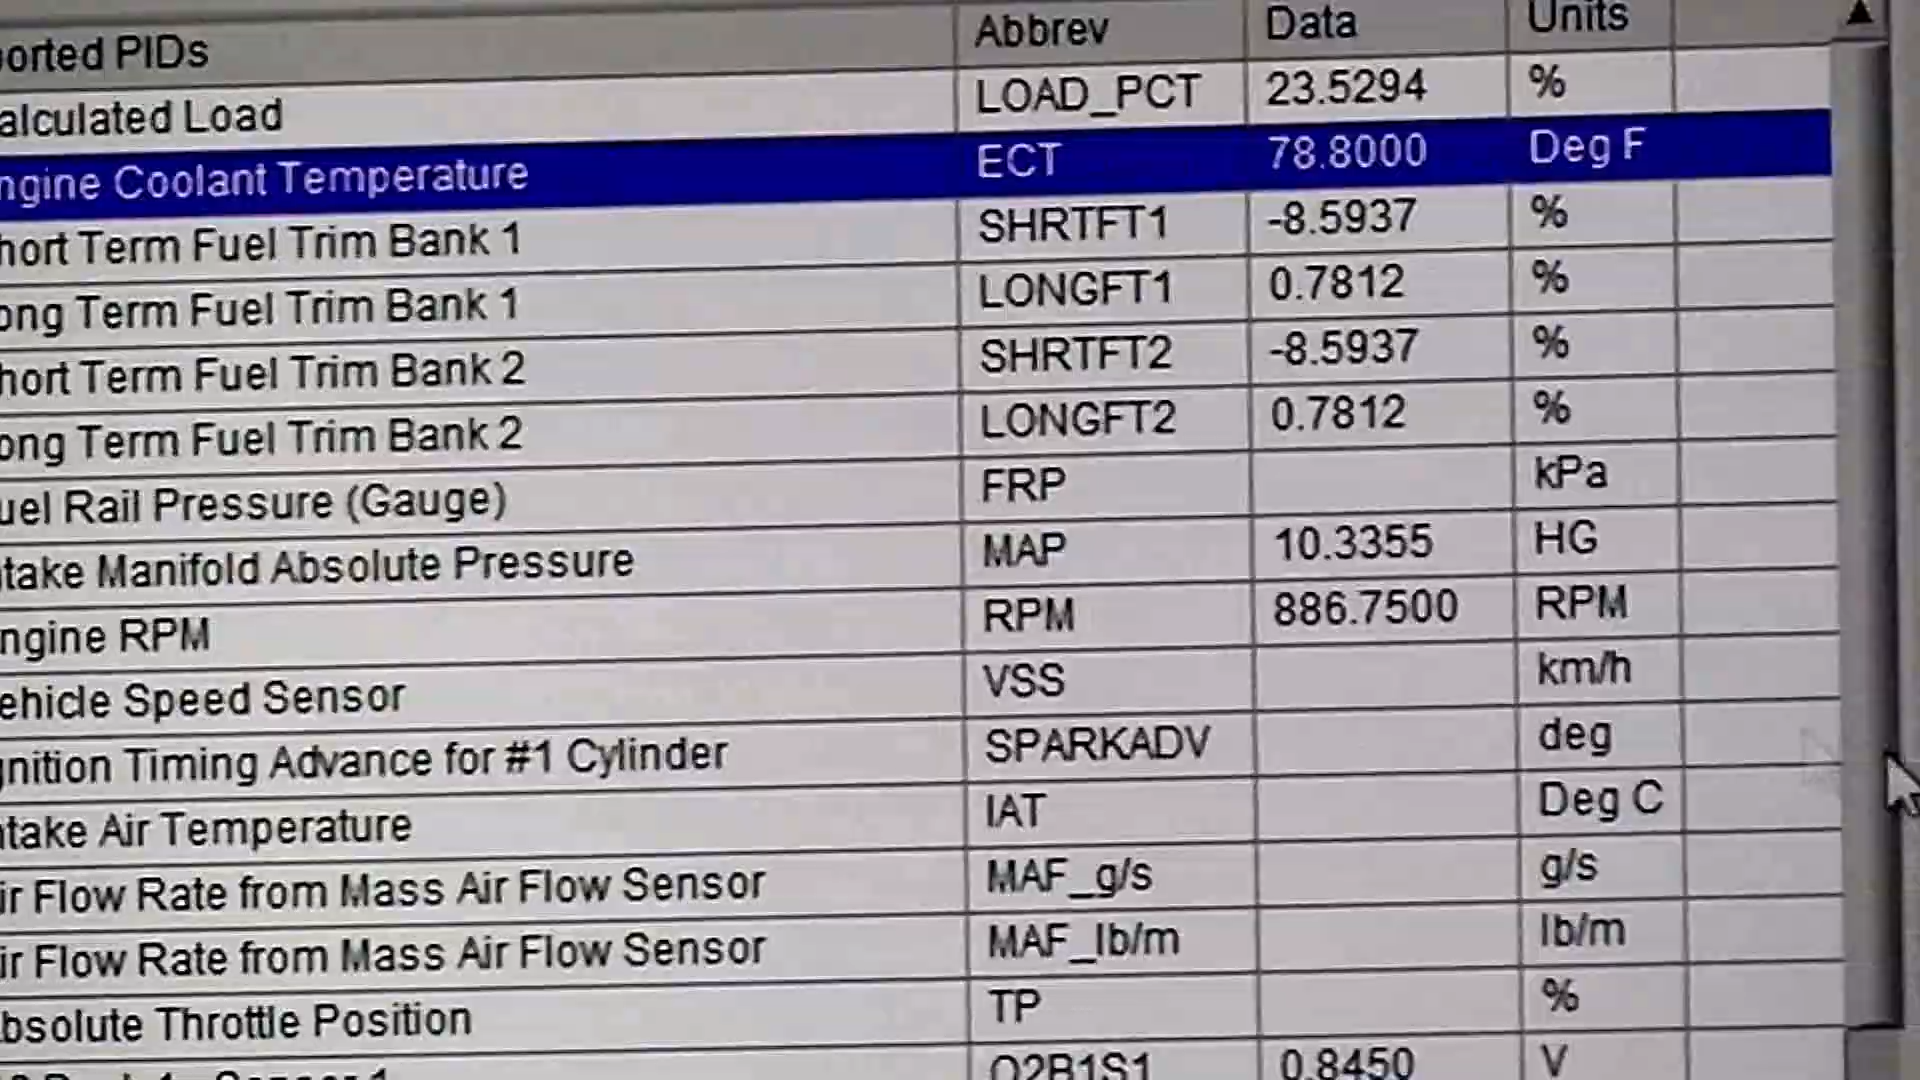 orted PIDs Abbrev Data Units
alculated Load LOAD_PCT 23.5294 %
ngine Coolant Temperature ECT 78.8000 Deg F
hort Term Fuel Trim Bank 1 SHRTFT1 -8.5937 %
ong Term Fuel Trim Bank 1 LONGFT1 0.7812 %
hort Term Fuel Trim Bank 2 SHRTFT2 -8.5937 %
ong Term Fuel Trim Bank 2 LONGFT2 0.7812 %
uel Rail Pressure (Gauge) FRP kPa
take Manifold Absolute Pressure MAP 10.3355 HG
ngine RPM RPM 886.7500 RPM
ehicle Speed Sensor VSS km/h
gnition Timing Advance for #1 Cylinder SPARKADV deg
ntake Air Temperature IAT Deg C
ir Flow Rate from Mass Air Flow Sensor MAF_g/s g/s
ir Flow Rate from Mass Air Flow Sensor MAF_lb/m lb/m
bsolute Throttle Position TP %
O2B1S1 0.8450 V